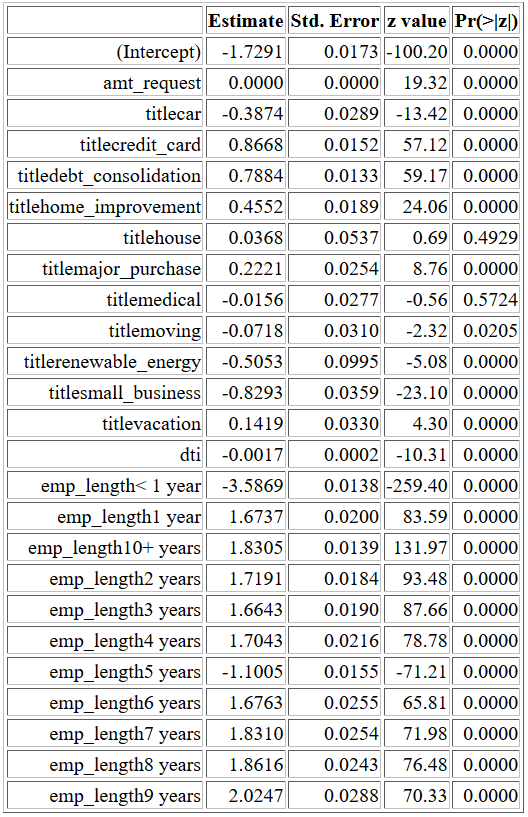 Estimate Std. Error z value Pr(>|z|)
(Intercept) -1.7291 0.0173 -100.20 0.0000
amt_request 0.0000 0.0000 19.32 0.0000
titlecar -0.3874 0.0289 -13.42 0.0000
titlecredit_card 0.8668 0.0152 57.12 0.0000
titledebt_consolidation 0.7884 0.0133 59.17 0.0000
titlehome_improvement 0.4552 0.0189 24.06 0.0000
titlehouse 0.0368 0.0537 0.69 0.4929
titlemajor_purchase 0.2221 0.0254 8.76 0.0000
titlemedical -0.0156 0.0277 -0.56 0.5724
titlemoving -0.0718 0.0310 -2.32 0.0205
titlerenewable_energy -0.5053 0.0995 -5.08 0.0000
titlesmall_business -0.8293 0.0359 -23.10 0.0000
titlevacation 0.1419 0.0330 4.30 0.0000
dti -0.0017 0.0002 -10.31 0.0000
emp_length< 1 year -3.5869 0.0138 -259.40 0.0000
emp_length1 year 1.6737 0.0200 83.59 0.0000
emp_length10+ years 1.8305 0.0139 131.97 0.0000
emp_length2 years 1.7191 0.0184 93.48 0.0000
emp_length3 years 1.6643 0.0190 87.66 0.0000
emp_length4 years 1.7043 0.0216 78.78 0.0000
emp_length5 years -1.1005 0.0155 -71.21 0.0000
emp_length6 years 1.6763 0.0255 65.81 0.0000
emp_length7 years 1.8310 0.0254 71.98 0.0000
emp_length8 years 1.8616 0.0243 76.48 0.0000
emp_length9 years 2.0247 0.0288 70.33 0.0000